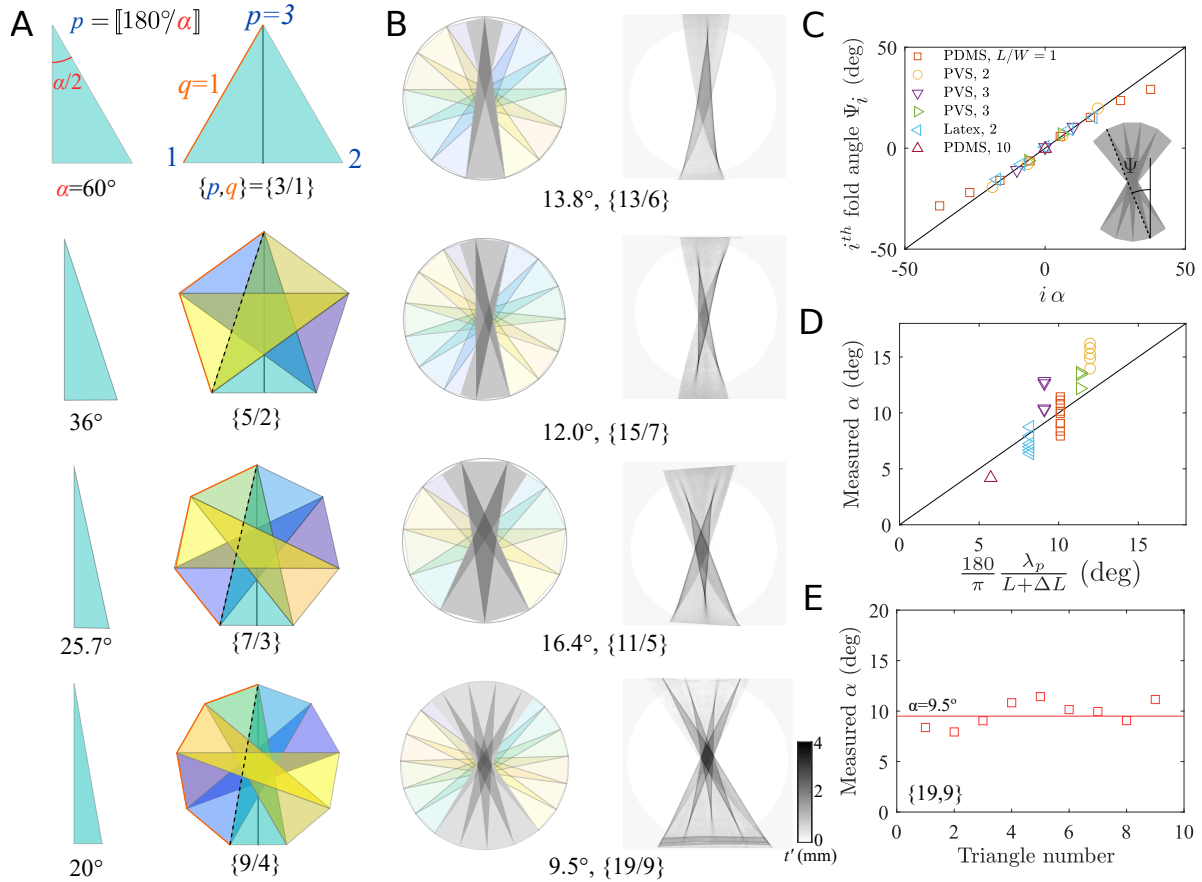 A
p = ⟦180°/α⟧
α/2
α=60°
p=3
q=1
1
2
{p,q}={3/1}
36°
{5/2}
25.7°
{7/3}
20°
{9/4}
B
13.8°, {13/6}
12.0°, {15/7}
16.4°, {11/5}
9.5°, {19/9}
4
2
0
t′ (mm)
C
i^th fold angle Ψ_i (deg)
50
0
-50
-50
0
50
i α
PDMS, L/W = 1
PVS, 2
PVS, 3
PVS, 3
Latex, 2
PDMS, 10
Ψ
D
Measured α (deg)
15
10
5
0
0
5
10
15
180/π λ_p/(L+ΔL) (deg)
E
Measured α (deg)
20
15
10
5
0
α=9.5°
{19,9}
0
2
4
6
8
10
Triangle number